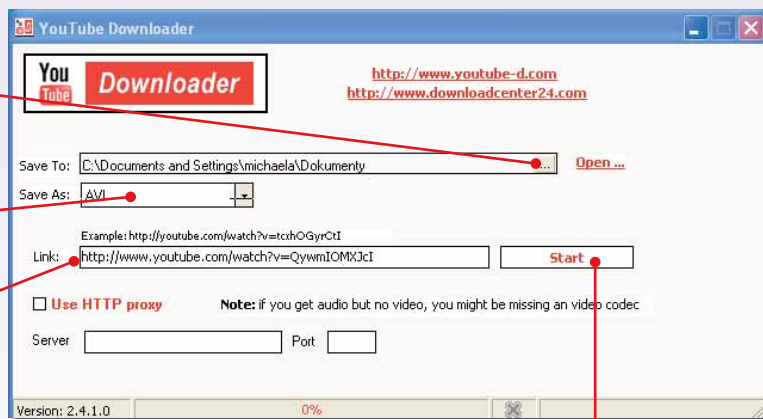 YouTube Downloader
You
Tube
Downloader
http://www.youtube-d.com
http://www.downloadcenter24.com
Save To: C:\Documents and Settings\michaela\Dokumenty ... Open ...
Save As: AVI
Example: http://youtube.com/watch?v=tcxhOGyrCtI
Link: http://www.youtube.com/watch?v=QywmIOMXJcI Start
Use HTTP proxy Note: if you get audio but no video, you might be missing an video codec
Server Port
Version: 2.4.1.0 0%